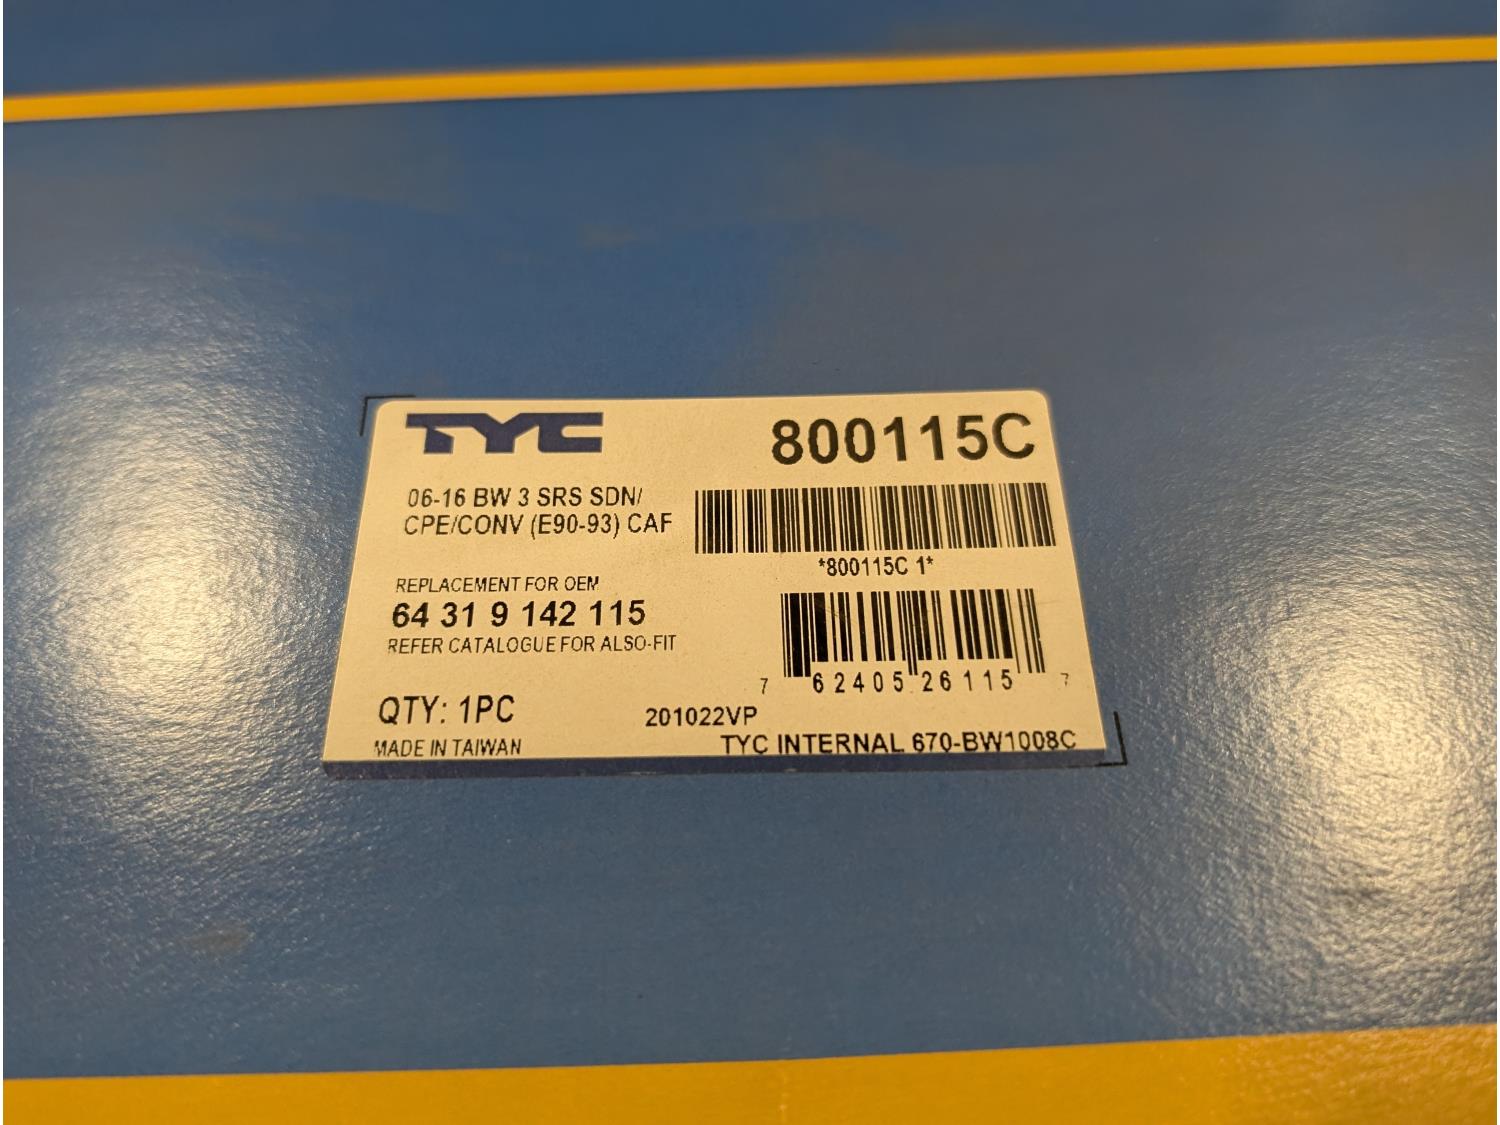 TYC
800115C
06-16 BW 3 SRS SDN/
CPE/CONV (E90-93) CAF
*800115C 1*
REPLACEMENT FOR OEM
64 31 9 142 115
REFER CATALOGUE FOR ALSO-FIT
7 62405 26115 7
QTY: 1PC
201022VP
MADE IN TAIWAN
TYC INTERNAL 670-BW1008C